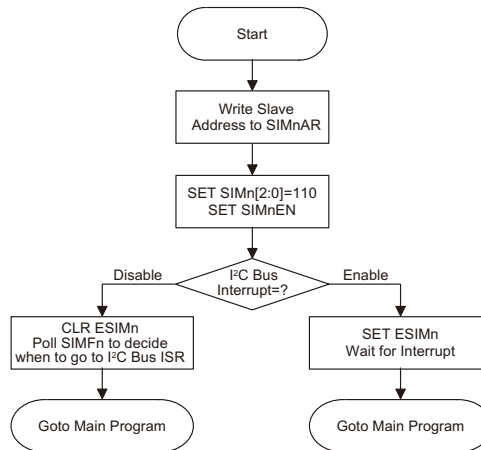 Start
Write Slave
Address to SIMnAR
SET SIMn[2:0]=110
SET SIMnEN
I²C Bus
Interrupt=?
Disable
Enable
CLR ESIMn
Poll SIMFn to decide
when to go to I²C Bus ISR
SET ESIMn
Wait for Interrupt
Goto Main Program
Goto Main Program